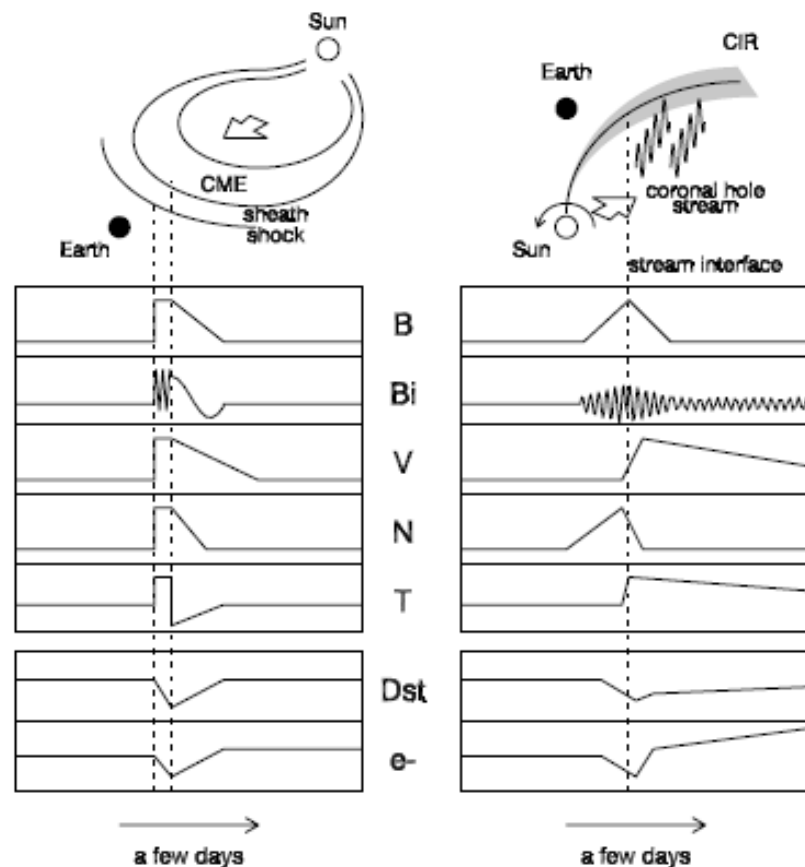 Sun
CME
sheath
shock
Earth
CIR
Earth
coronal hole
stream
Sun
stream interface
B
Bi
V
N
T
Dst
e-
a few days
a few days